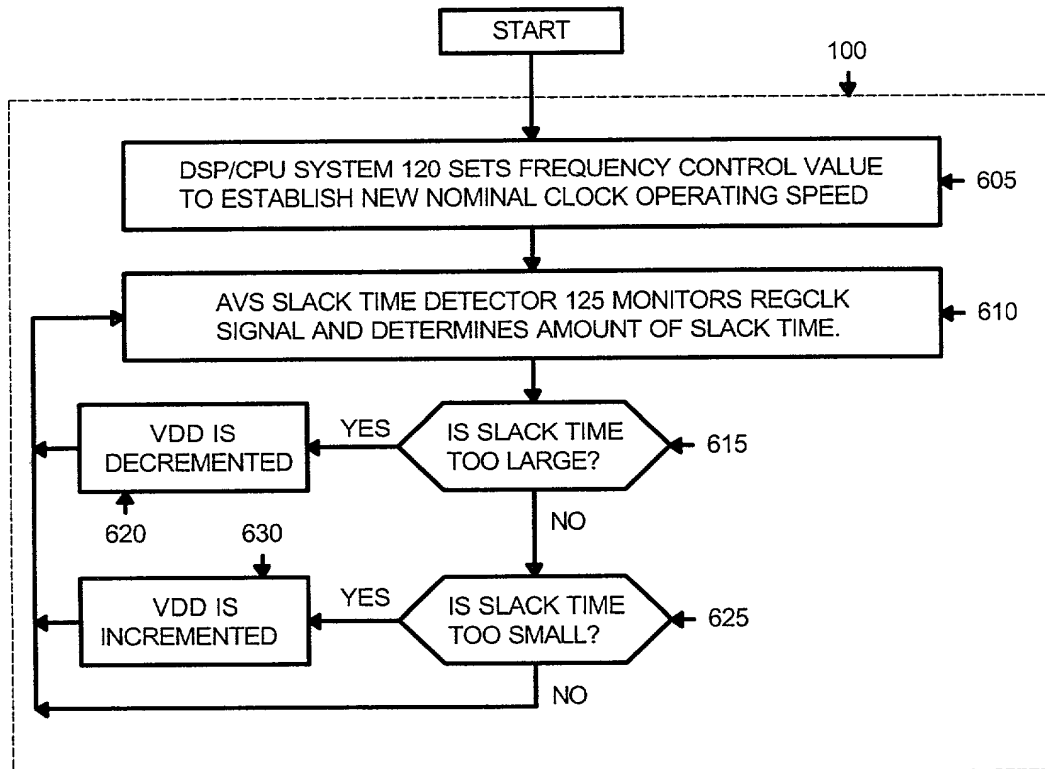 START
100
DSP/CPU SYSTEM 120 SETS FREQUENCY CONTROL VALUE
TO ESTABLISH NEW NOMINAL CLOCK OPERATING SPEED
605
AVS SLACK TIME DETECTOR 125 MONITORS REGCLK
SIGNAL AND DETERMINES AMOUNT OF SLACK TIME.
610
VDD IS
DECREMENTED
YES
IS SLACK TIME
TOO LARGE?
615
620
630
NO
VDD IS
INCREMENTED
YES
IS SLACK TIME
TOO SMALL?
625
NO